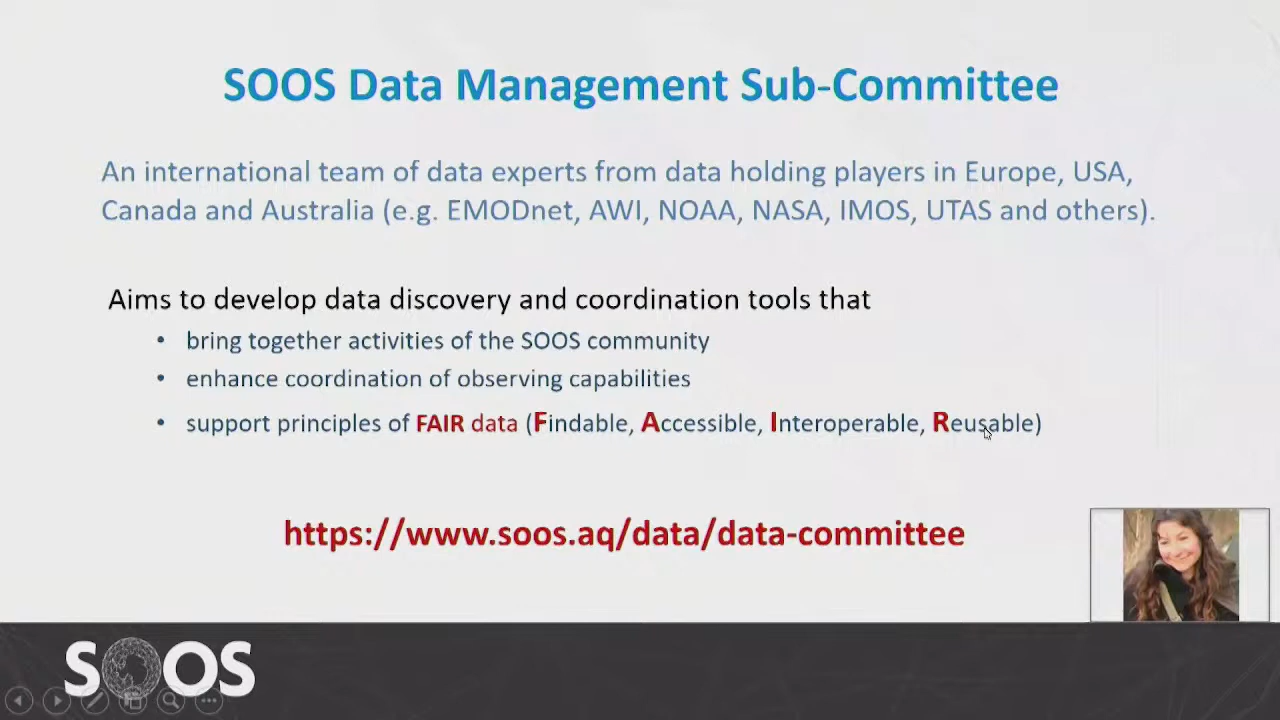 SOOS Data Management Sub-Committee
An international team of data experts from data holding players in Europe, USA,
Canada and Australia (e.g. EMODnet, AWI, NOAA, NASA, IMOS, UTAS and others).
Aims to develop data discovery and coordination tools that
• bring together activities of the SOOS community
• enhance coordination of observing capabilities
• support principles of FAIR data (Findable, Accessible, Interoperable, Reusable)
https://www.soos.aq/data/data-committee
SOOS